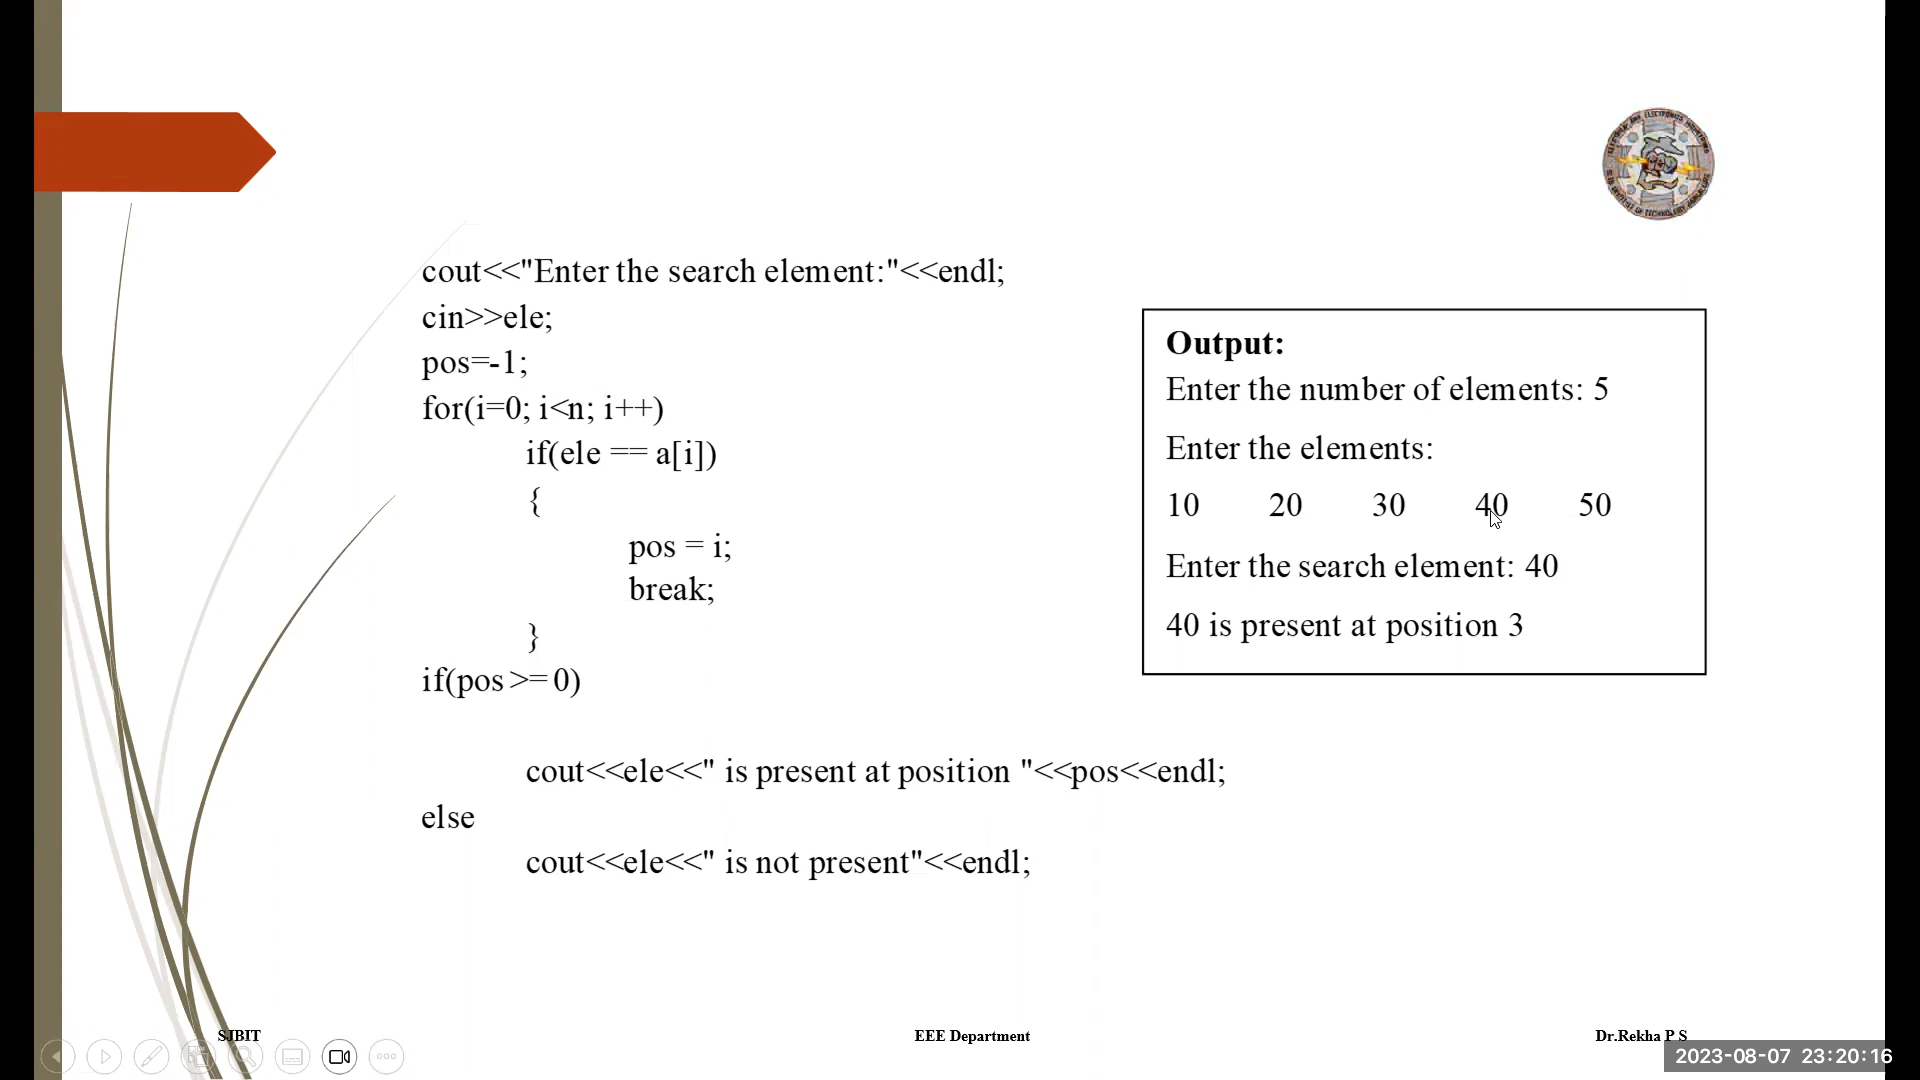 cout<<"Enter the search element:"<<endl;
cin>>ele;
pos=-1;
for(i=0; i<n; i++)
if(ele == a[i])
{
pos = i;
break;
}
if(pos >= 0)
cout<<ele<<" is present at position "<<pos<<endl;
else
cout<<ele<<" is not present"<<endl;
Output:
Enter the number of elements: 5
Enter the elements:
10 20 30 40 50
Enter the search element: 40
40 is present at position 3
SJBIT
EEE Department
Dr.Rekha P S
2023-08-07 23:20:16